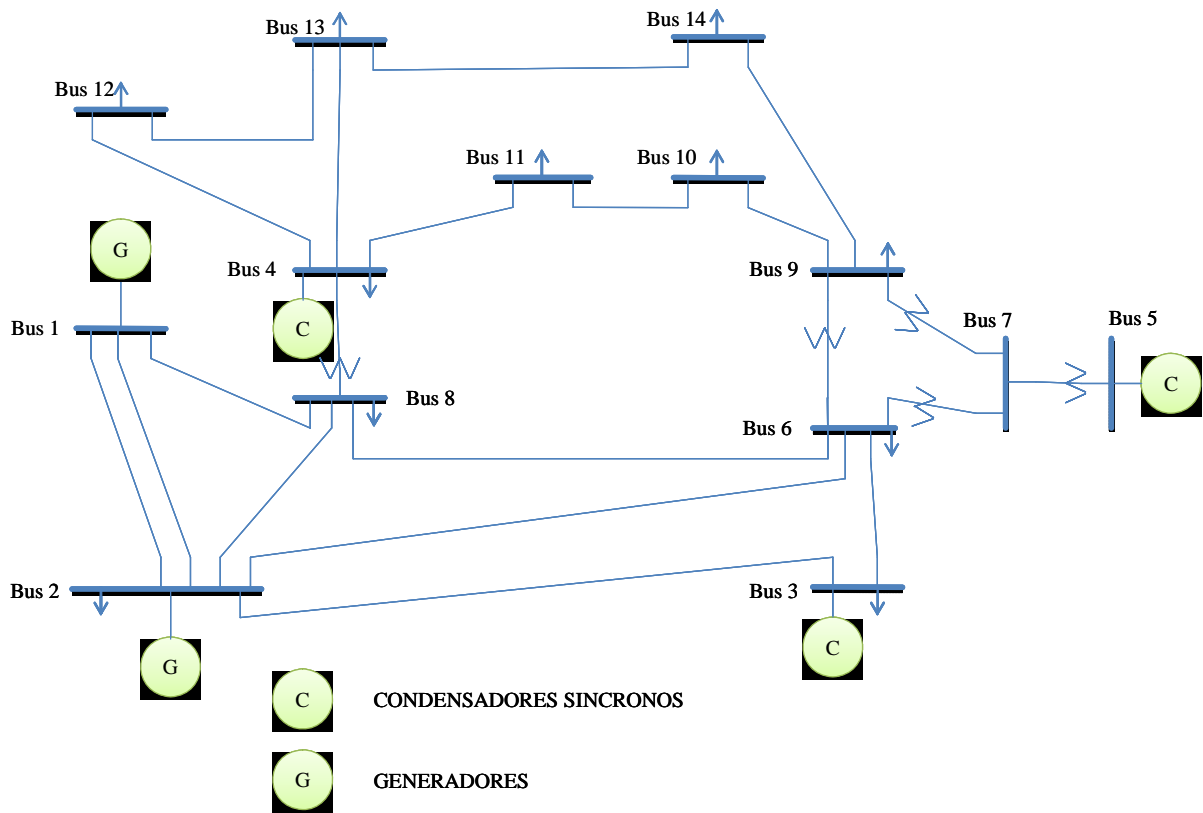 Bus 13
Bus 14
Bus 12
Bus 11
Bus 10
G
Bus 4
Bus 9
Bus 1
C
Bus 7
Bus 5
C
Bus 8
Bus 6
Bus 2
Bus 3
G
C
C CONDENSADORES SINCRONOS
G GENERADORES